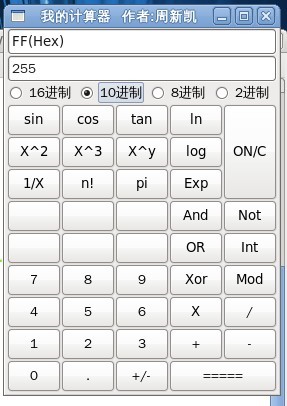 我的计算器 作者:周新凯
FF(Hex)
255
16进制 10进制 8进制 2进制
sin cos tan ln
X^2 X^3 X^y log ON/C
1/X n! pi Exp
And Not
OR Int
7 8 9 Xor Mod
4 5 6 X /
1 2 3 + -
0 . +/- =====